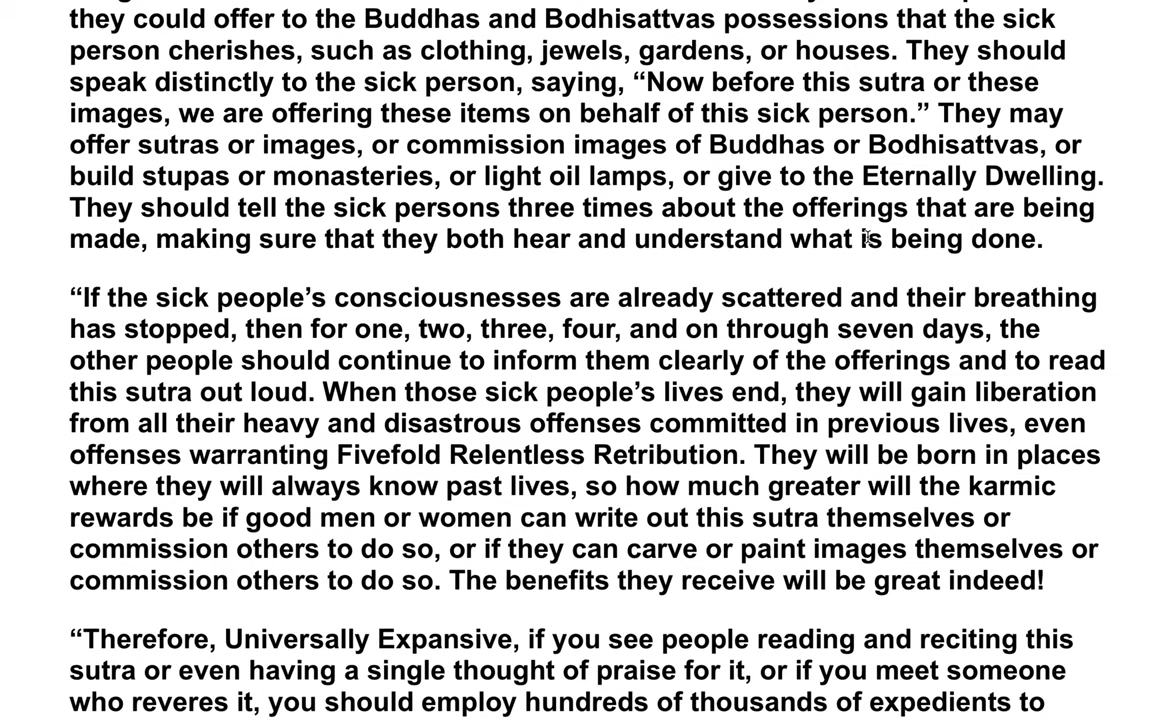 they could offer to the Buddhas and Bodhisattvas possessions that the sick
person cherishes, such as clothing, jewels, gardens, or houses. They should
speak distinctly to the sick person, saying, “Now before this sutra or these
images, we are offering these items on behalf of this sick person.” They may
offer sutras or images, or commission images of Buddhas or Bodhisattvas, or
build stupas or monasteries, or light oil lamps, or give to the Eternally Dwelling.
They should tell the sick persons three times about the offerings that are being
made, making sure that they both hear and understand what is being done.
“If the sick people’s consciousnesses are already scattered and their breathing
has stopped, then for one, two, three, four, and on through seven days, the
other people should continue to inform them clearly of the offerings and to read
this sutra out loud. When those sick people’s lives end, they will gain liberation
from all their heavy and disastrous offenses committed in previous lives, even
offenses warranting Fivefold Relentless Retribution. They will be born in places
where they will always know past lives, so how much greater will the karmic
rewards be if good men or women can write out this sutra themselves or
commission others to do so, or if they can carve or paint images themselves or
commission others to do so. The benefits they receive will be great indeed!
“Therefore, Universally Expansive, if you see people reading and reciting this
sutra or even having a single thought of praise for it, or if you meet someone
who reveres it, you should employ hundreds of thousands of expedients to